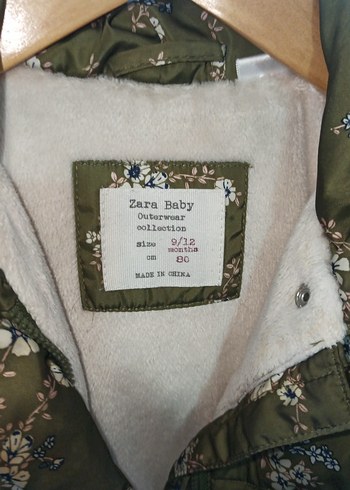 Zara Baby
Outerwear
collection
size 9/12
months
cm 80
MADE IN CHINA